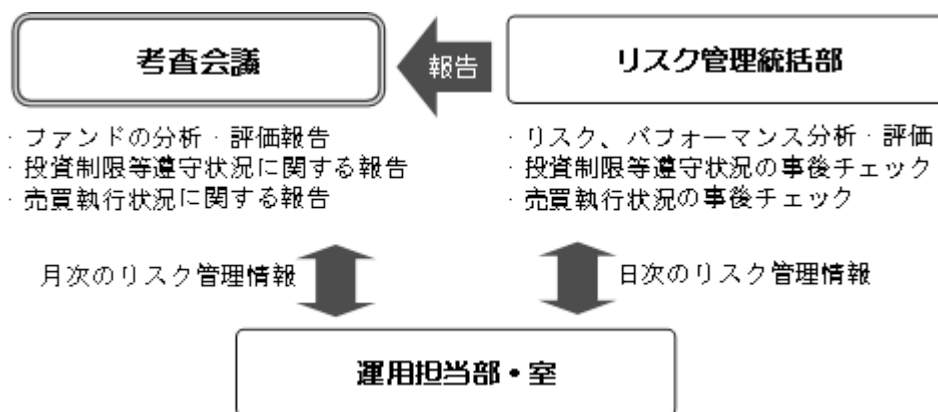 考査会議
報告
リスク管理統括部
· ファンドの分析・評価報告
· 投資制限等遵守状況に関する報告
· 売買執行状況に関する報告
· リスク、パフォーマンス分析・評価
· 投資制限等遵守状況の事後チェック
· 売買執行状況の事後チェック
月次のリスク管理情報
日次のリスク管理情報
運用担当部・室